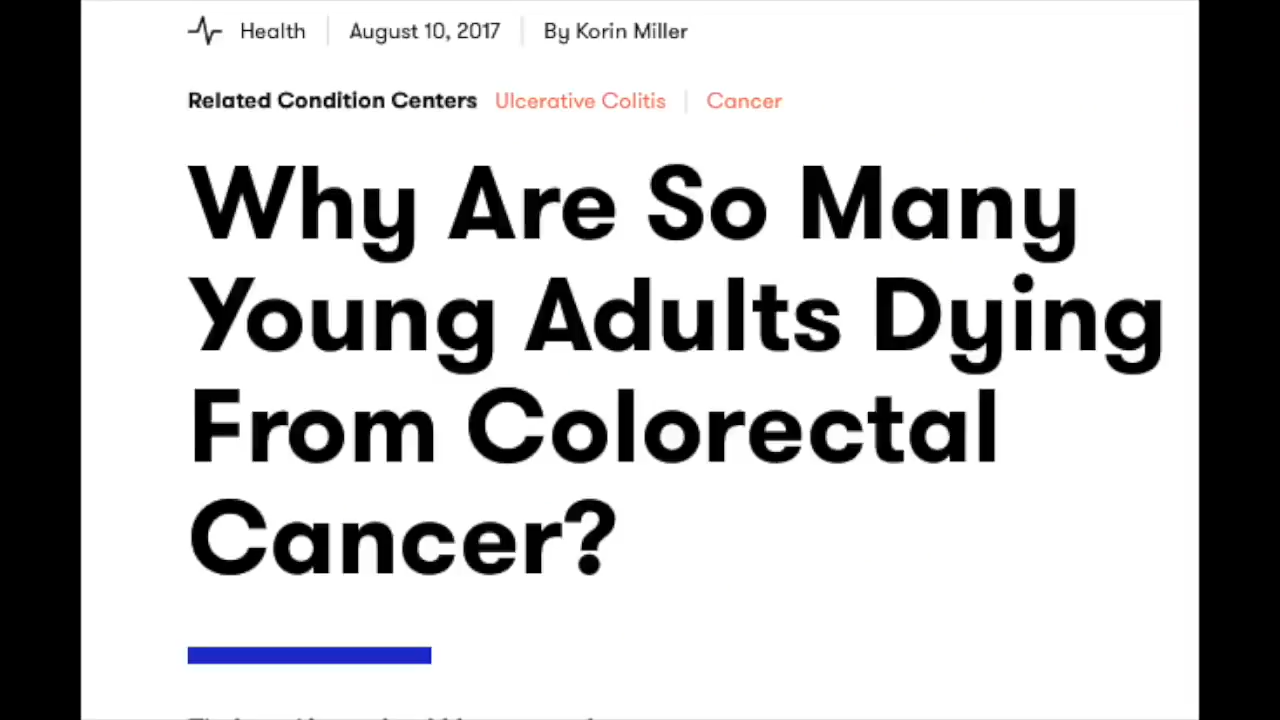 Health August 10, 2017 By Korin Miller
Related Condition Centers Ulcerative Colitis Cancer
Why Are So Many
Young Adults Dying
From Colorectal
Cancer?